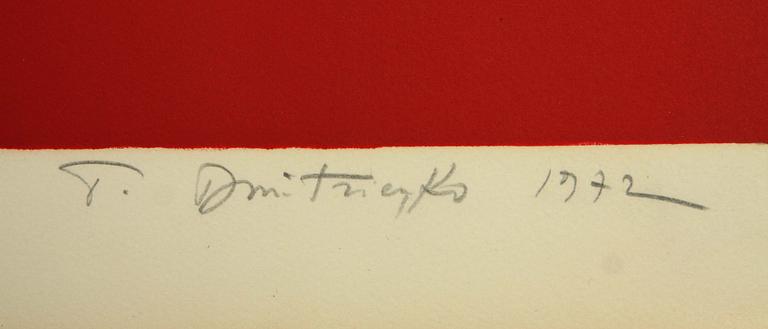 P. Dmitrienko 1972